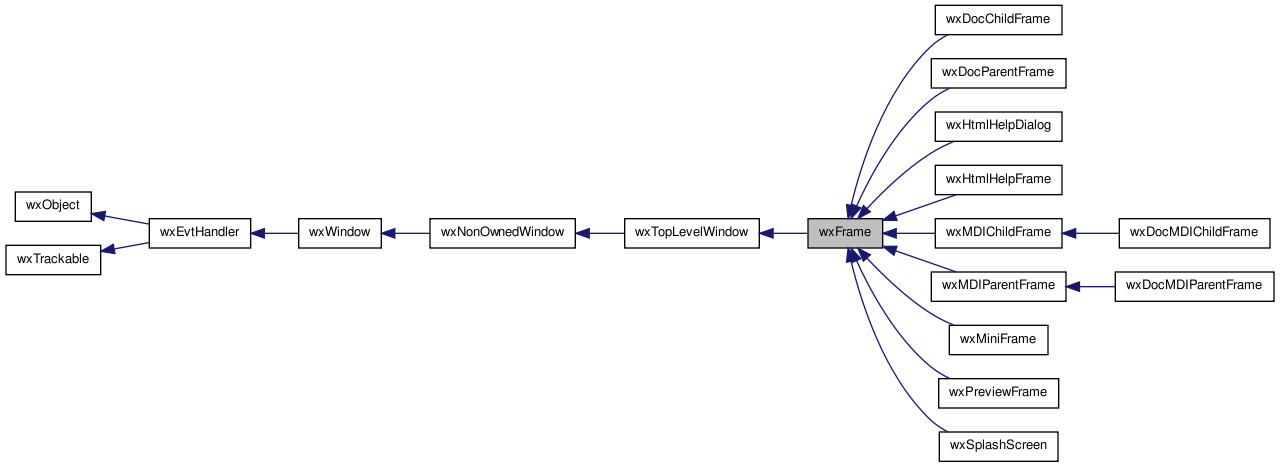 wxDocChildFrame
wxDocParentFrame
wxHtmlHelpDialog
wxHtmlHelpFrame
wxObject
wxEvtHandler
wxWindow
wxNonOwnedWindow
wxTopLevelWindow
wxFrame
wxMDIChildFrame
wxDocMDIChildFrame
wxTrackable
wxMDIParentFrame
wxDocMDIParentFrame
wxMiniFrame
wxPreviewFrame
wxSplashScreen